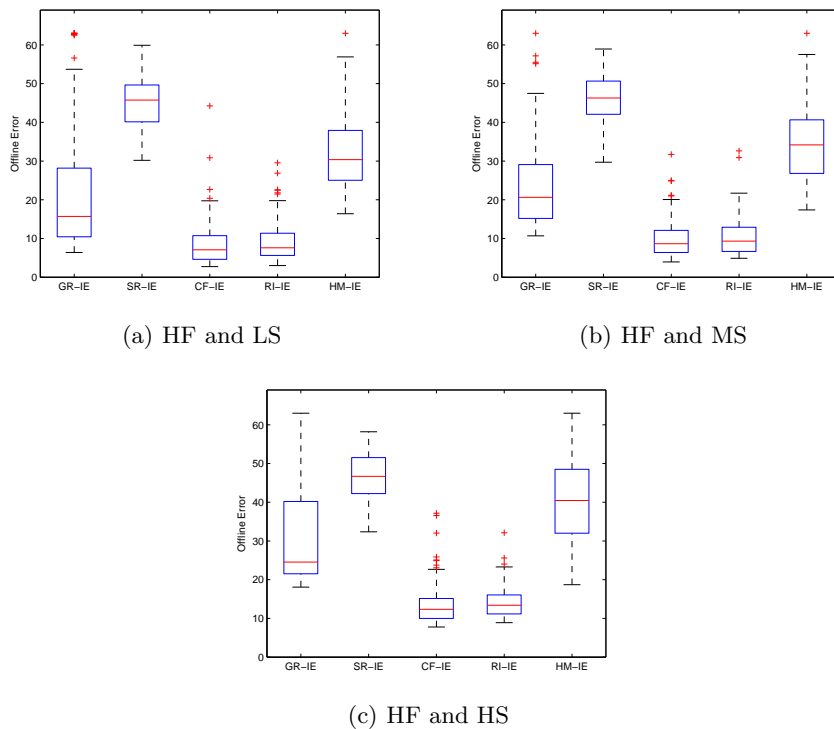 60
50
40
30
20
10
0
Offline Error
GR−IE SR−IE CF−IE RI−IE HM−IE
(a) HF and LS
60
50
40
30
20
10
0
Offline Error
GR−IE SR−IE CF−IE RI−IE HM−IE
(b) HF and MS
60
50
40
30
20
10
0
Offline Error
GR−IE SR−IE CF−IE RI−IE HM−IE
(c) HF and HS